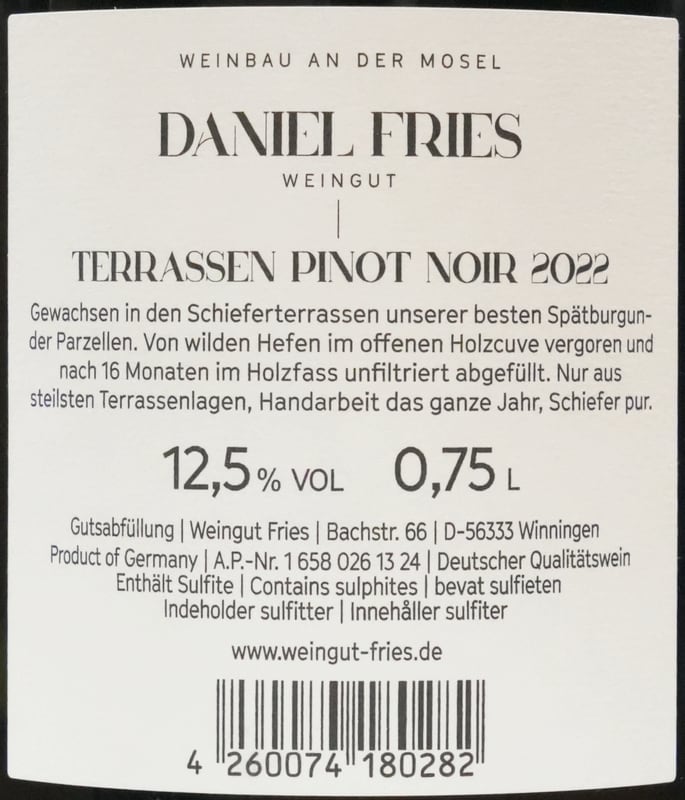 WEINBAU AN DER MOSEL
DANIEL FRIES
WEINGUT
TERRASSEN PINOT NOIR 2022
Gewachsen in den Schieferterrassen unserer besten Spätburgun-
der Parzellen. Von wilden Hefen im offenen Holzcuve vergoren und
nach 16 Monaten im Holzfass unfiltriert abgefüllt. Nur aus
steilsten Terrassenlagen, Handarbeit das ganze Jahr, Schiefer pur.
12,5 % VOL 0,75 L
Gutsabfüllung | Weingut Fries | Bachstr. 66 | D-56333 Winningen
Product of Germany | A.P.-Nr. 1 658 026 13 24 | Deutscher Qualitätswein
Enthält Sulfite | Contains sulphites | bevat sulfieten
Indeholder sulfitter | Innehåller sulfiter
www.weingut-fries.de
4 260074 180282